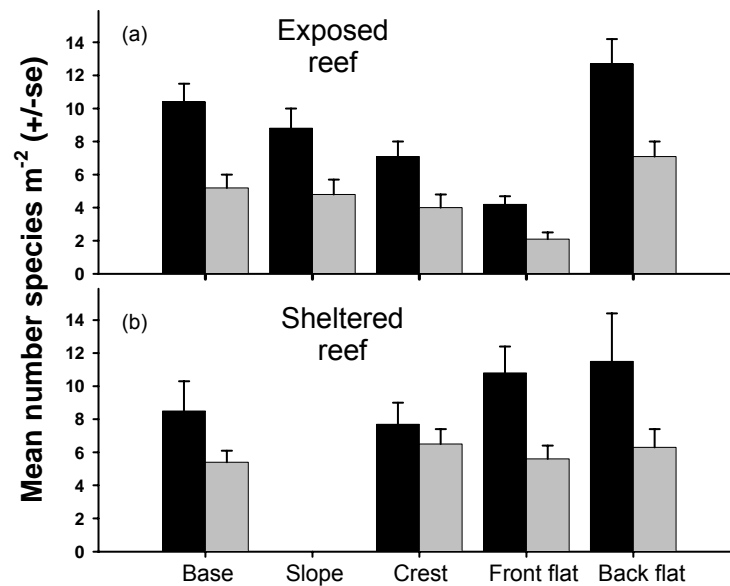 Mean number species m-2 (+/-se)
(a)
Exposed
reef
14
12
10
8
6
4
2
0
(b)
Sheltered
reef
14
12
10
8
6
4
2
0
Base Slope Crest Front flat Back flat